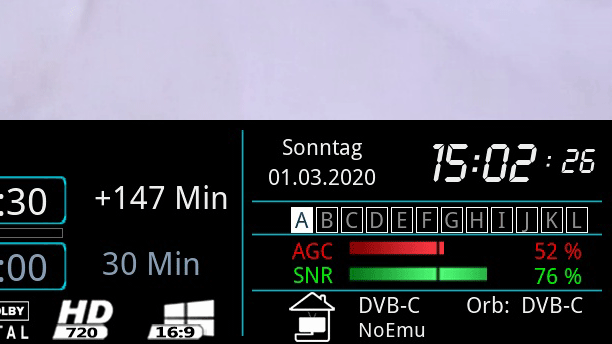 :30
+147 Min
:00
30 Min
OLBY
TAL
HD
720
16:9
Sonntag
01.03.2020
15:02:26
A B C D E F G H I J K L
AGC 52 %
SNR 76 %
DVB-C Orb: DVB-C
NoEmu